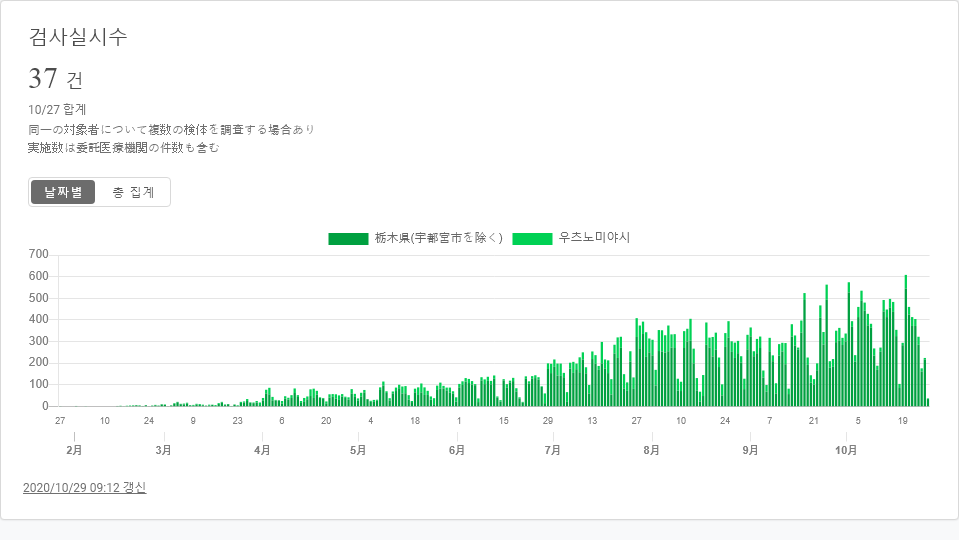 검사실시수
37 건
10/27 합계
同一の対象者について複数の検体を調査する場合あり
実施数は委託医療機関の件数も含む
날짜별 총 집계
栃木県(宇都宮市を除く) 우츠노미야시
700
600
500
400
300
200
100
0
27 10 24 9 23 6 20 4 18 1 15 29 13 27 10 24 7 21 5 19
2月 3月 4月 5月 6月 7月 8月 9月 10月
2020/10/29 09:12 갱신